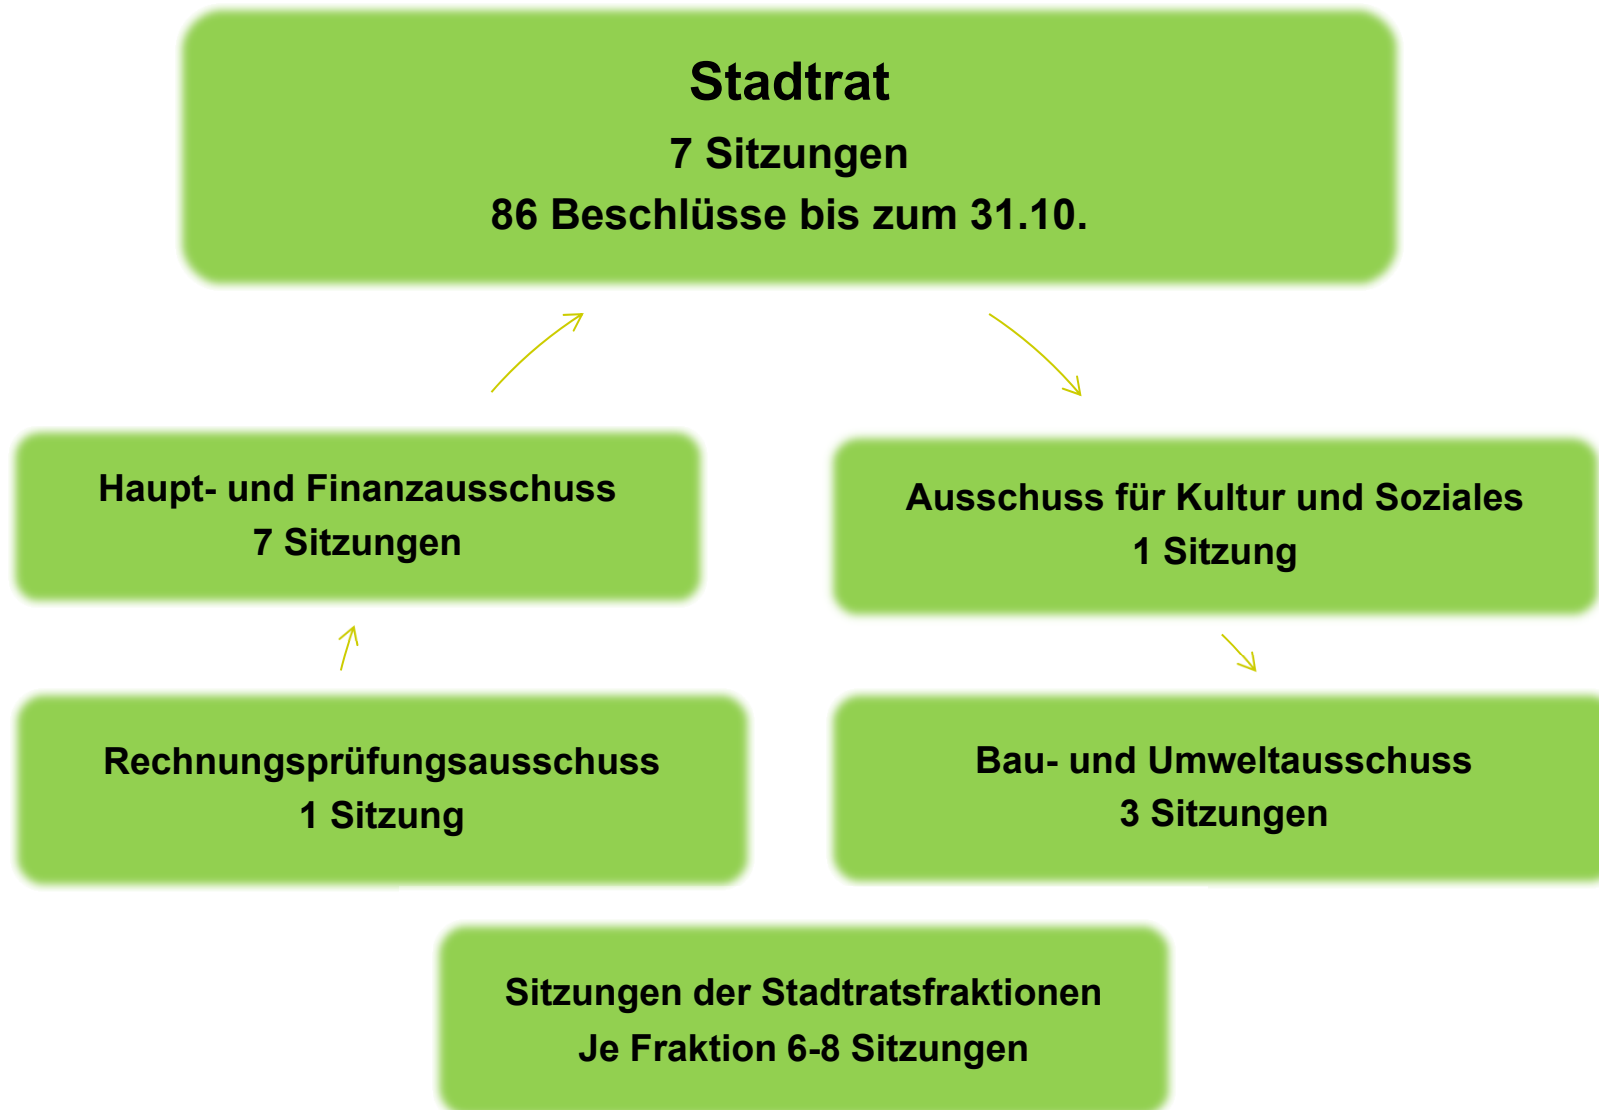 Stadtrat
7 Sitzungen
86 Beschlüsse bis zum 31.10.
Haupt- und Finanzausschuss
7 Sitzungen
Ausschuss für Kultur und Soziales
1 Sitzung
Rechnungsprüfungsausschuss
1 Sitzung
Bau- und Umweltausschuss
3 Sitzungen
Sitzungen der Stadtratsfraktionen
Je Fraktion 6-8 Sitzungen